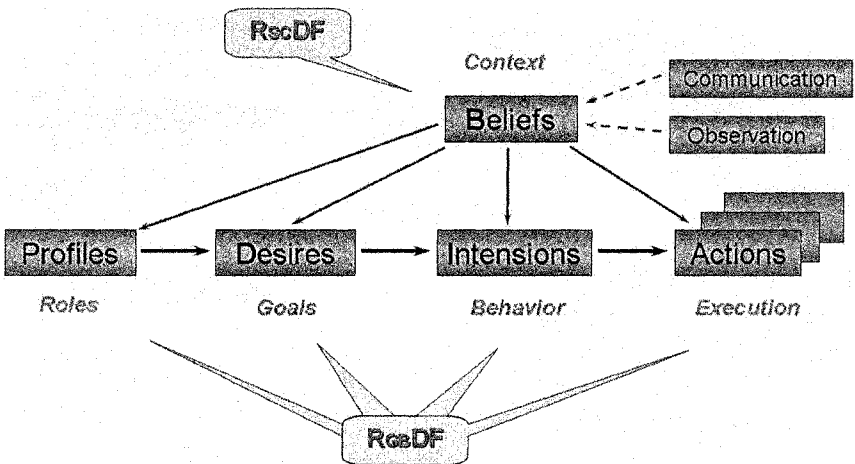 RscDF
Context
Communication
Beliefs
Observation
Profiles
Desires
Intensions
Actions
Roles
Goals
Behavior
Execution
RGBDF